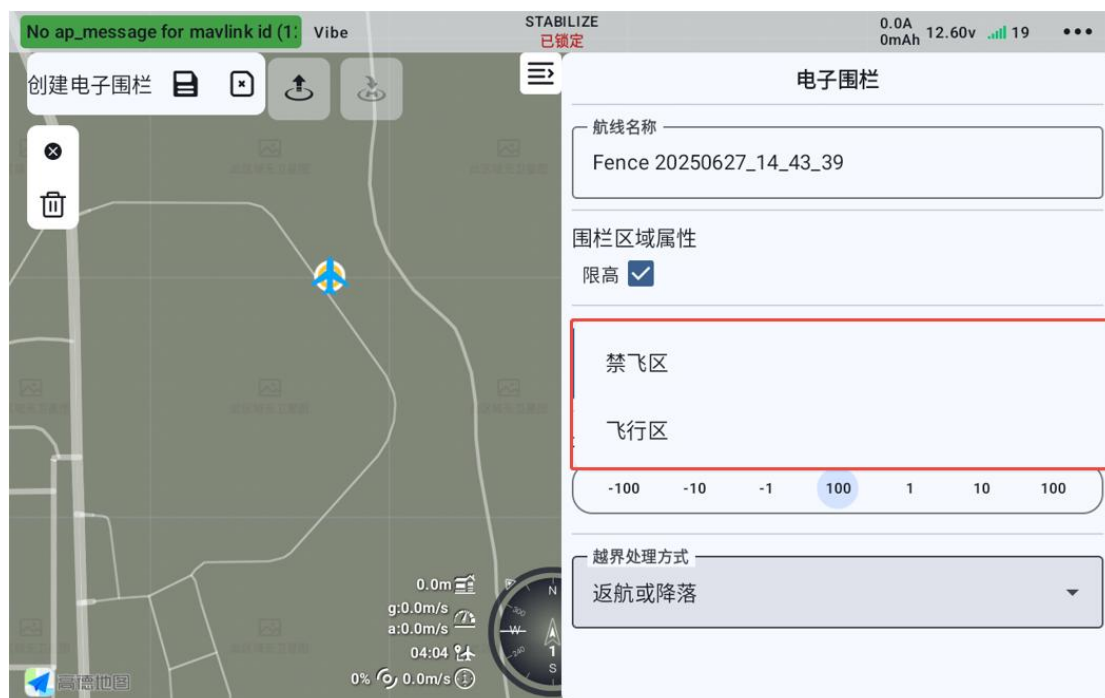 No ap_message for mavlink id (1:
Vibe
STABILIZE
已锁定
0.0A
0mAh
12.60v
19
创建电子围栏
电子围栏
航线名称
Fence 20250627_14_43_39
围栏区域属性
限高
禁飞区
飞行区
-100 -10 -1 100 1 10 100
越界处理方式
返航或降落
0.0m
g:0.0m/s
a:0.0m/s
04:04
0% 0.0m/s
N
300
W
240
S
1
高德地图